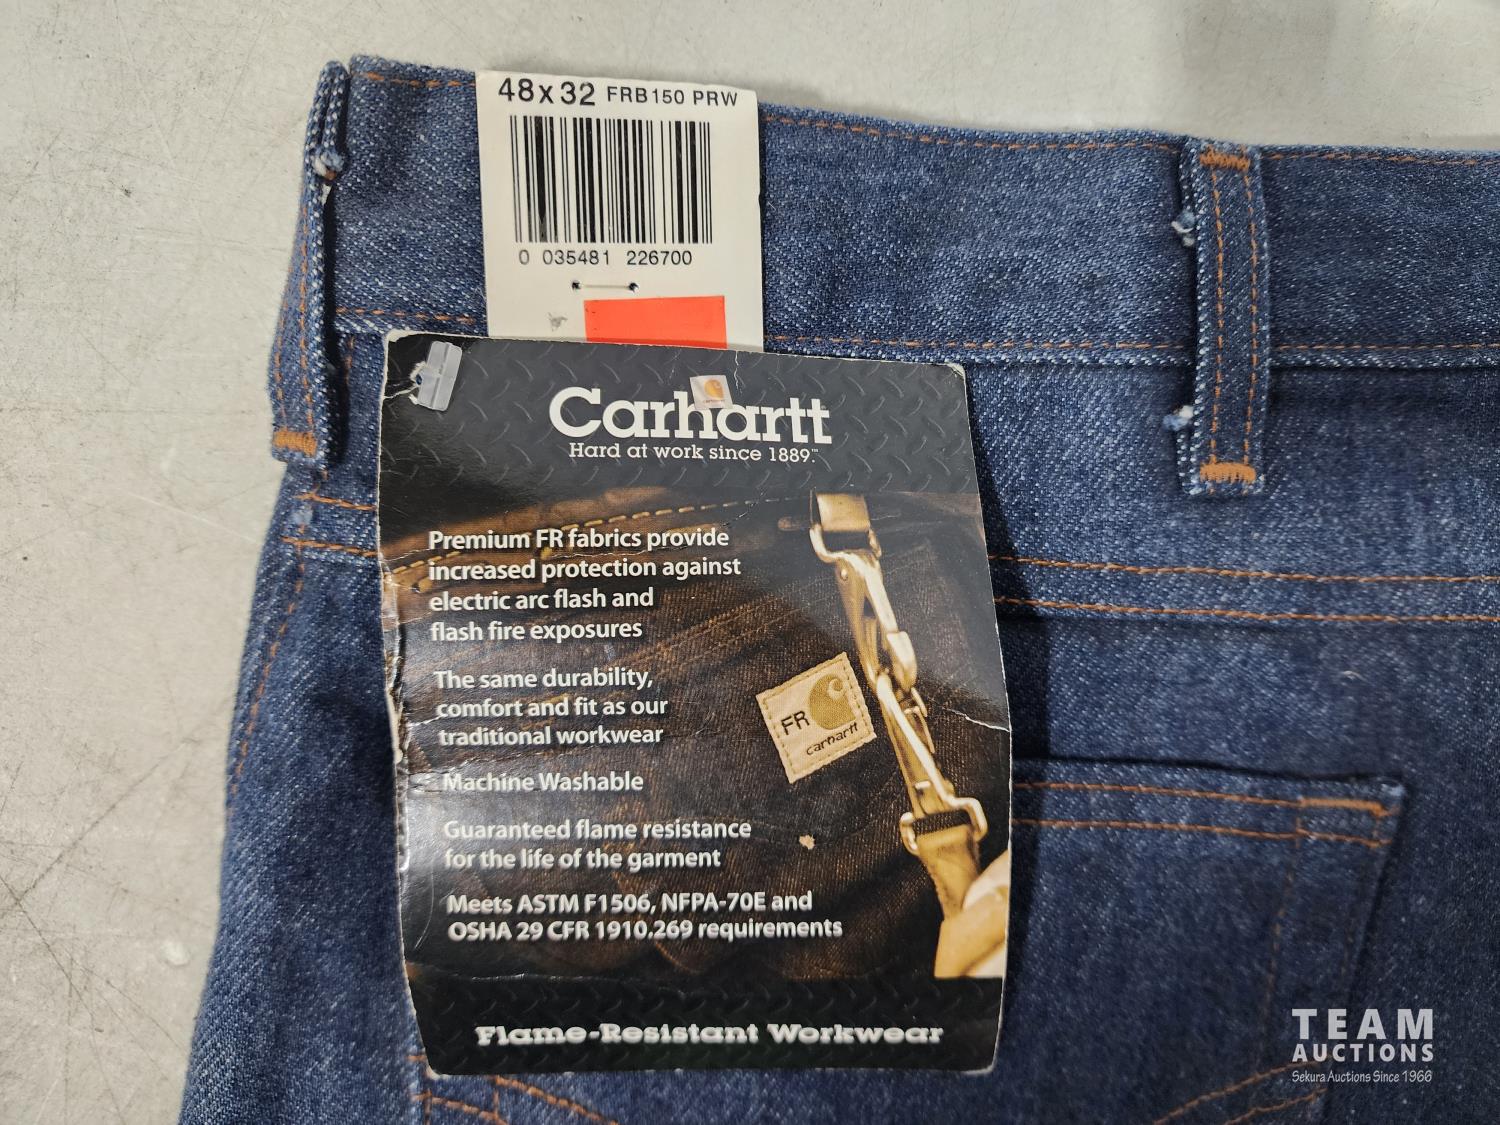 48x32 FRB150 PRW
0 035481 226700
Carhartt
Hard at work since 1889.™
Premium FR fabrics provide
increased protection against
electric arc flash and
flash fire exposures
The same durability,
comfort and fit as our
traditional workwear
Machine Washable
Guaranteed flame resistance
for the life of the garment
Meets ASTM F1506, NFPA-70E and
OSHA 29 CFR 1910.269 requirements
FR
carhartt
Flame-Resistant Workwear
TEAM
AUCTIONS
Sekura Auctions Since 1966